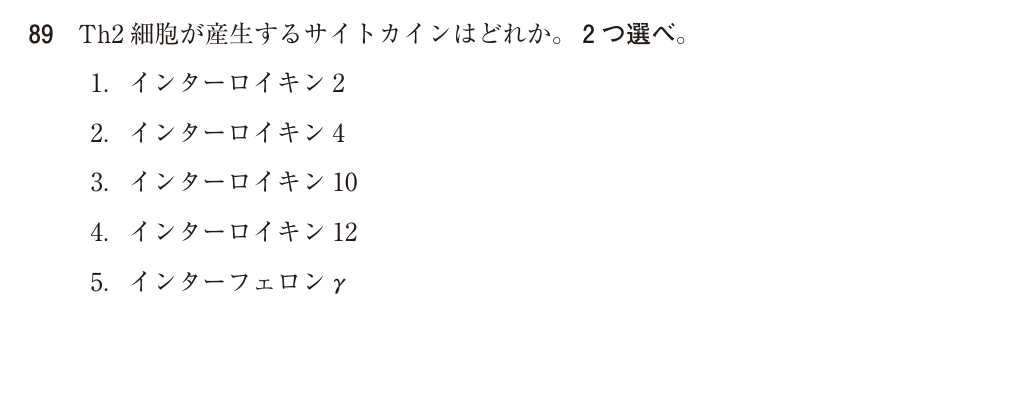 89 Th2 細胞が産生するサイトカインはどれか。2 つ選べ。
1. インターロイキン 2
2. インターロイキン 4
3. インターロイキン 10
4. インターロイキン 12
5. インターフェロン γ